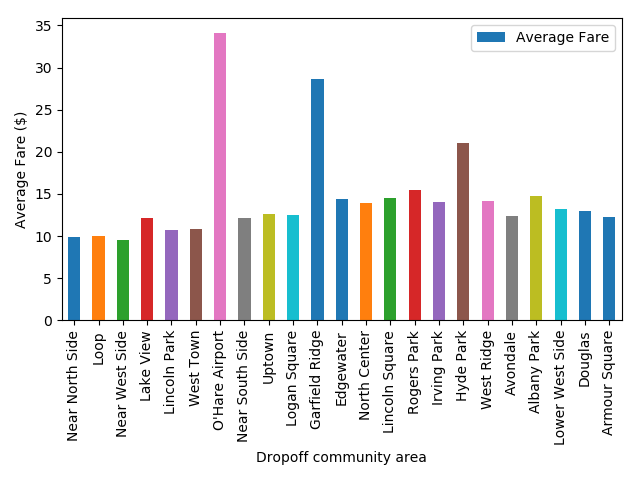 Average Fare
Average Fare ($)
35
30
25
20
15
10
5
0
Near North Side
Loop
Near West Side
Lake View
Lincoln Park
West Town
O'Hare Airport
Near South Side
Uptown
Logan Square
Garfield Ridge
Edgewater
North Center
Lincoln Square
Rogers Park
Irving Park
Hyde Park
West Ridge
Avondale
Albany Park
Lower West Side
Douglas
Armour Square
Dropoff community area